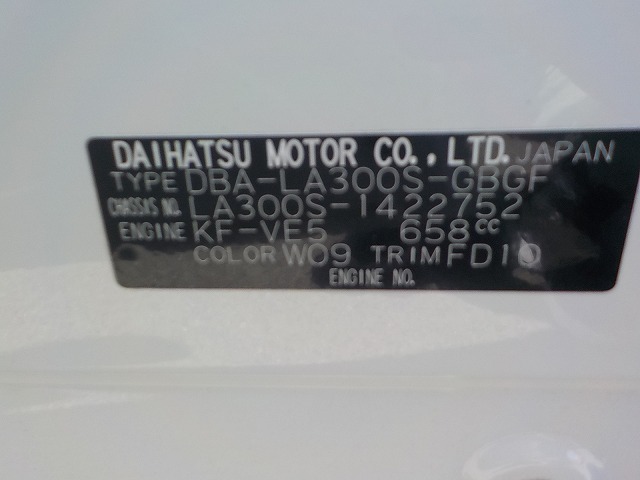 DAIHATSU MOTOR CO., LTD. JAPAN
TYPE DBA-LA300S-GBGF
CHASSIS NO. LA300S-1422752
ENGINE KF-VE5 658cc
COLOR W09 TRIM FD10
ENGINE NO.